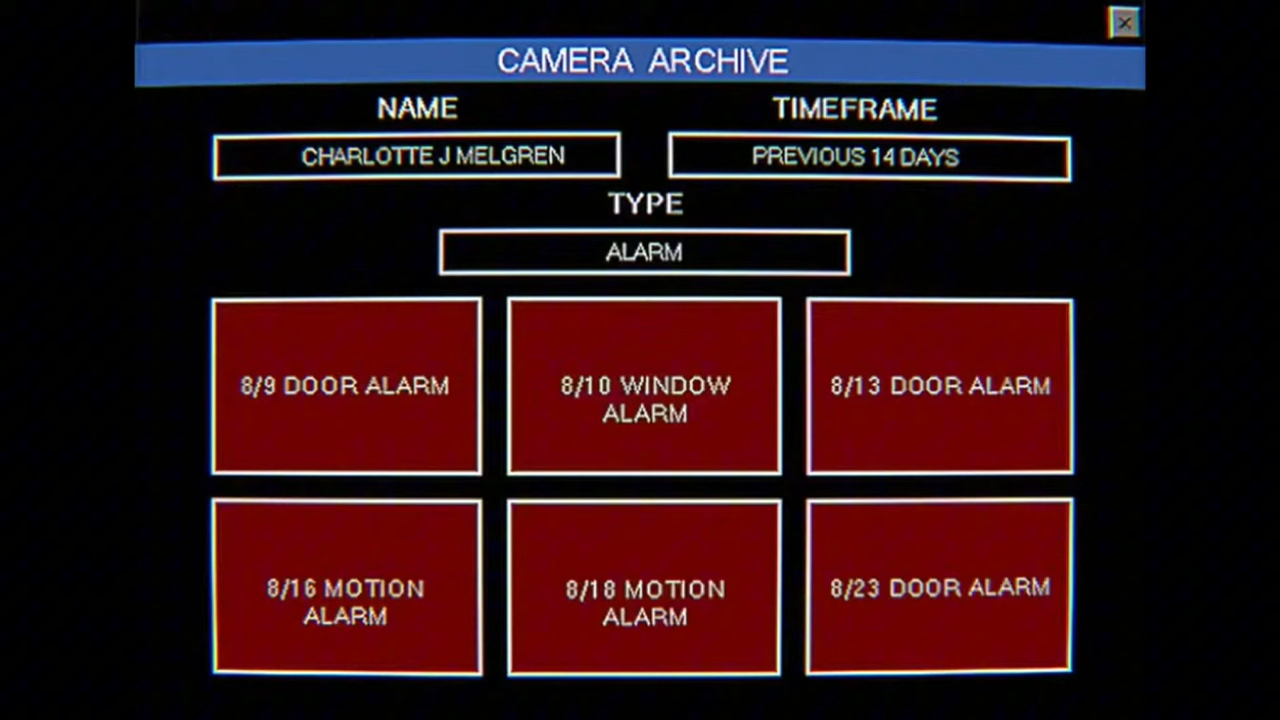 CAMERA ARCHIVE
NAME
TIMEFRAME
CHARLOTTE J MELGREN
PREVIOUS 14 DAYS
TYPE
ALARM
8/9 DOOR ALARM
8/10 WINDOW
ALARM
8/13 DOOR ALARM
8/16 MOTION
ALARM
8/18 MOTION
ALARM
8/23 DOOR ALARM